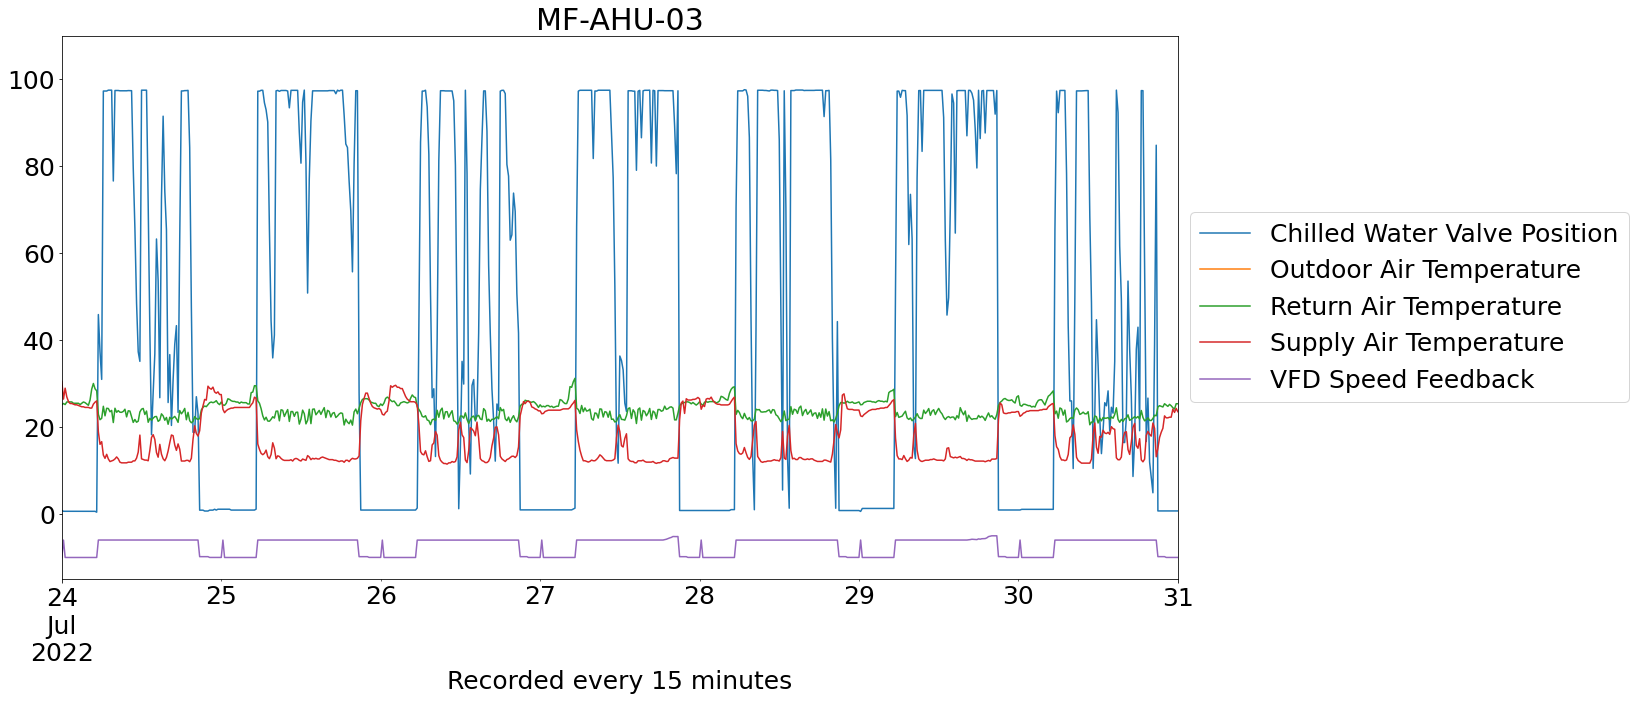 MF-AHU-03
100
80
60
40
20
0
24 25 26 27 28 29 30 31
Jul
2022
Recorded every 15 minutes
Chilled Water Valve Position
Outdoor Air Temperature
Return Air Temperature
Supply Air Temperature
VFD Speed Feedback